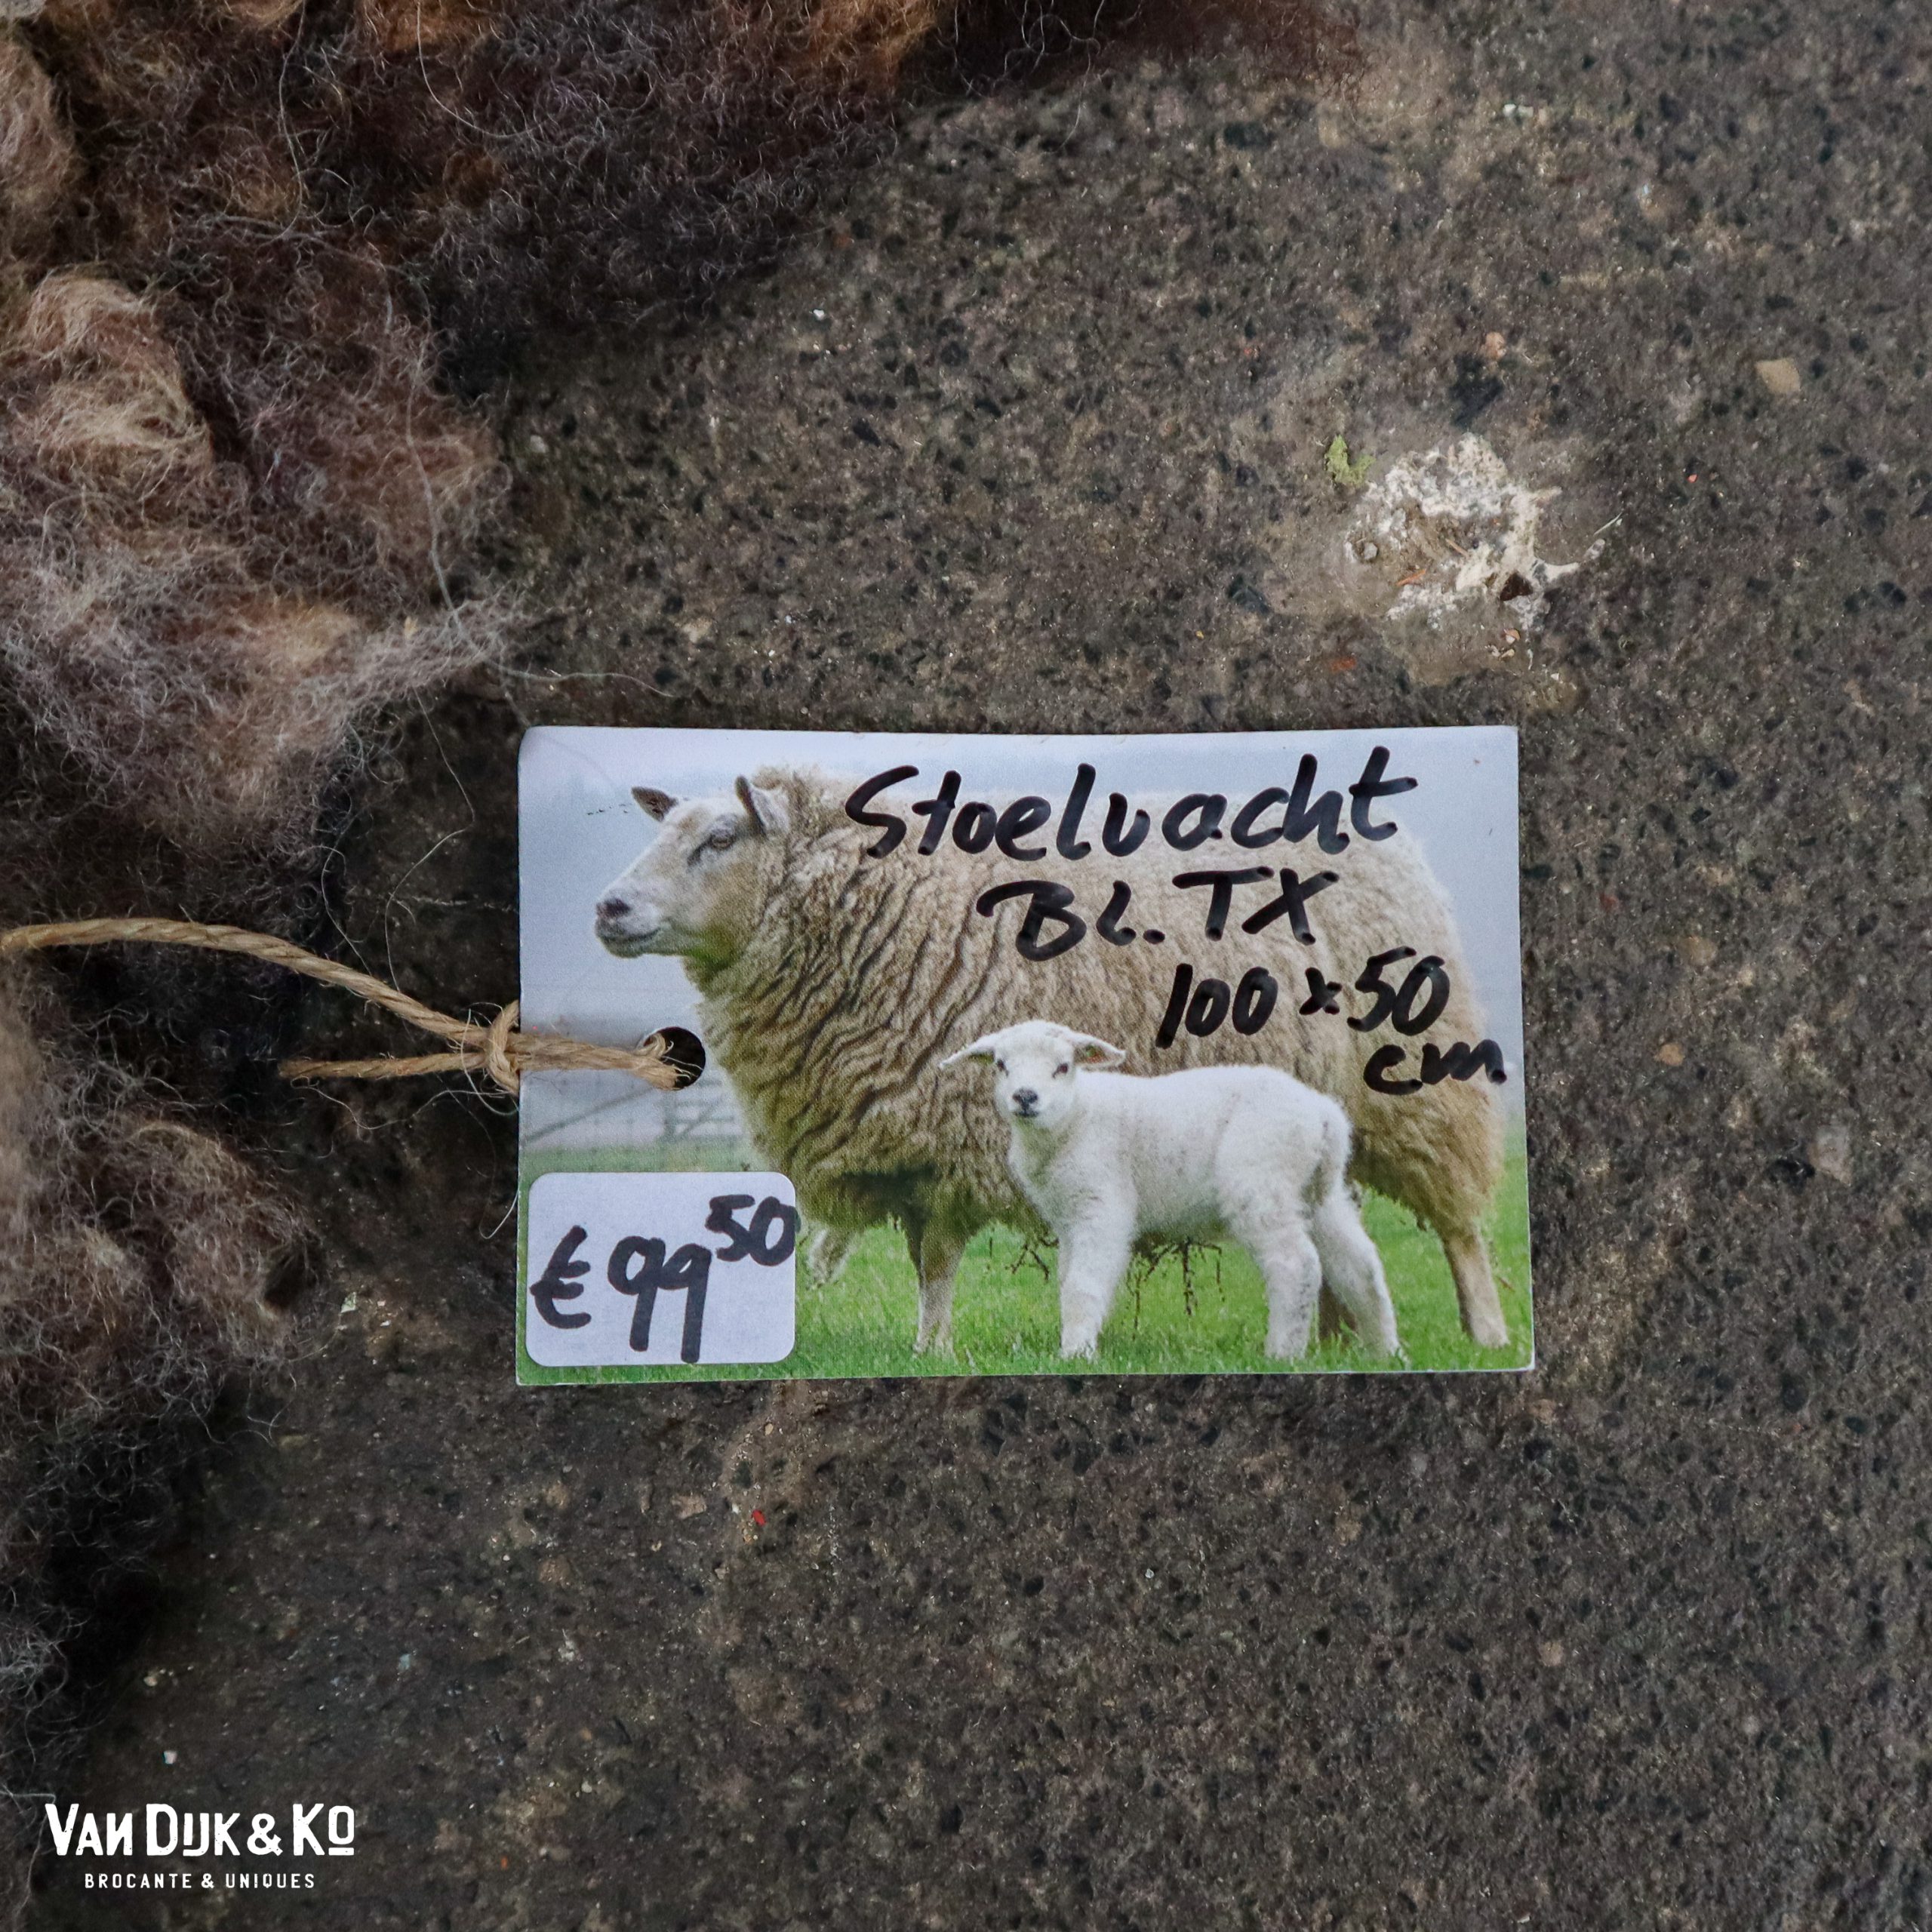 Stoelvacht
BL. TX
100 x 50
cm
€ 99 50
VAN DIJK & KO
BROCANTE & UNIQUES